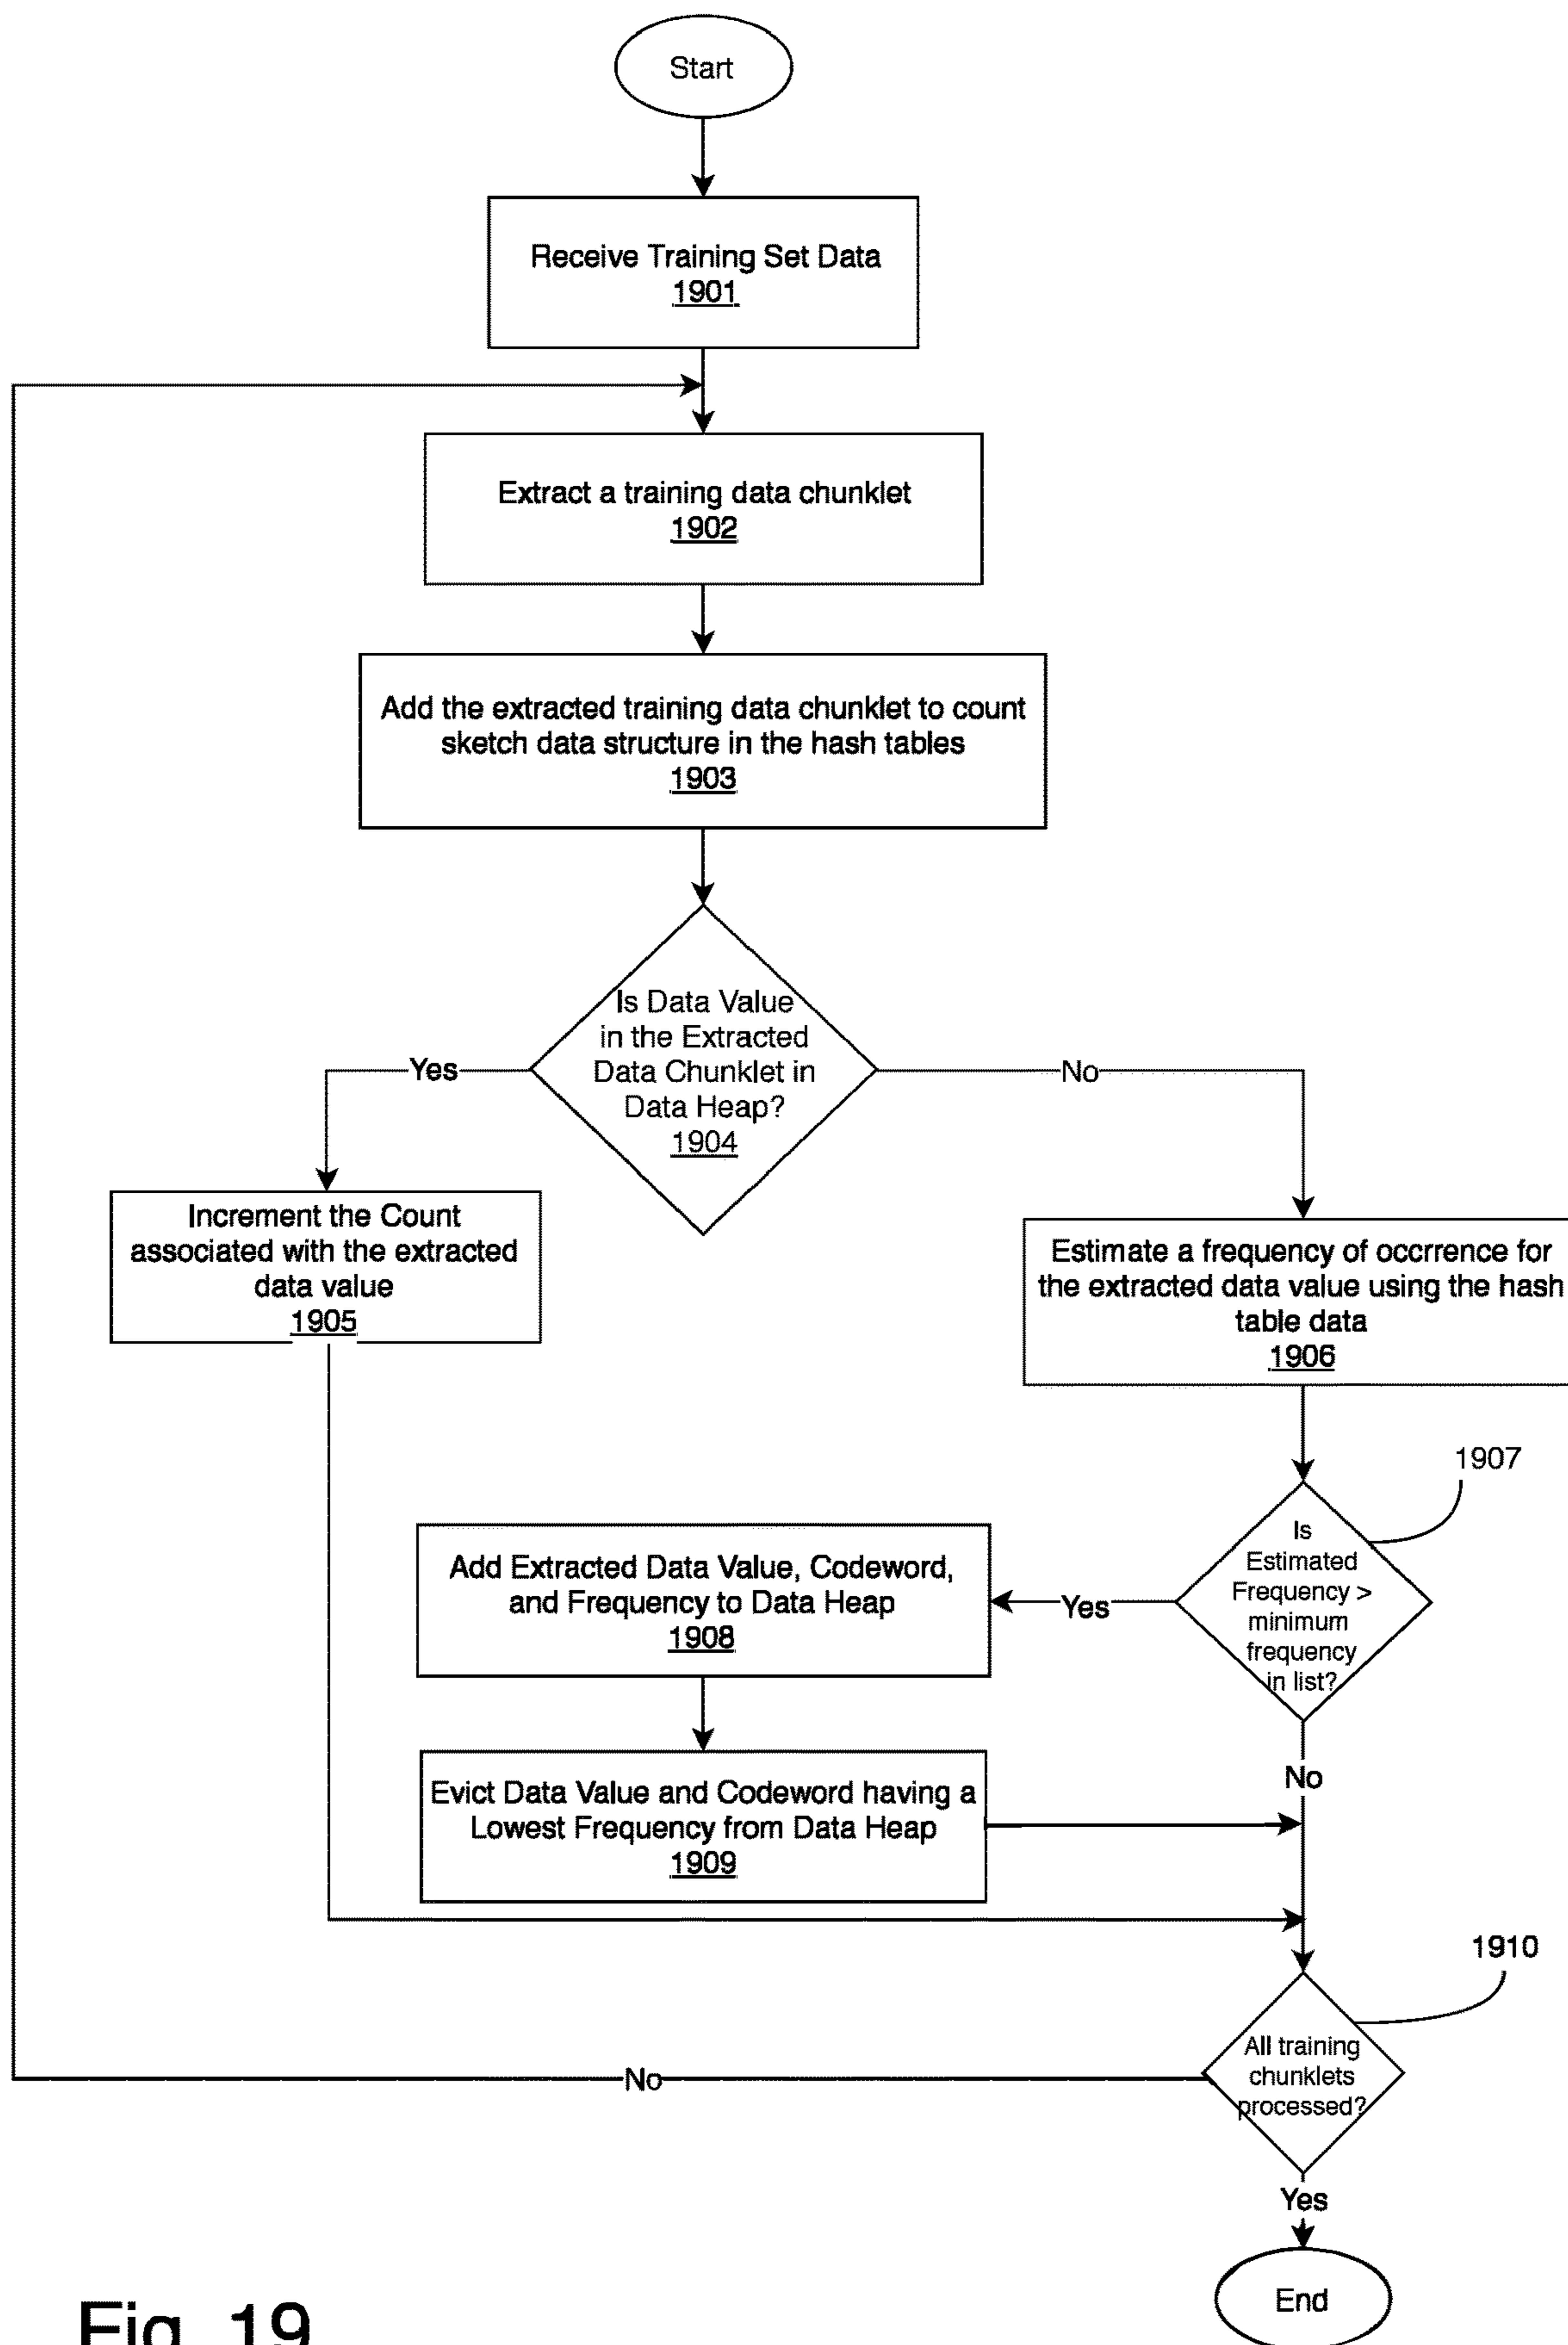 Start
Receive Training Set Data
1901
Extract a training data chunklet
1902
Add the extracted training data chunklet to count
sketch data structure in the hash tables
1903
Is Data Value
in the Extracted
Data Chunklet in
Data Heap?
1904
Yes
No
Increment the Count
associated with the extracted
data value
1905
Estimate a frequency of occrrence for
the extracted data value using the hash
table data
1906
1907
Is
Estimated
Frequency >
minimum
frequency
in list?
Yes
Add Extracted Data Value, Codeword,
and Frequency to Data Heap
1908
No
Evict Data Value and Codeword having a
Lowest Frequency from Data Heap
1909
1910
All training
chunklets
processed?
No
Yes
End
Fig. 19